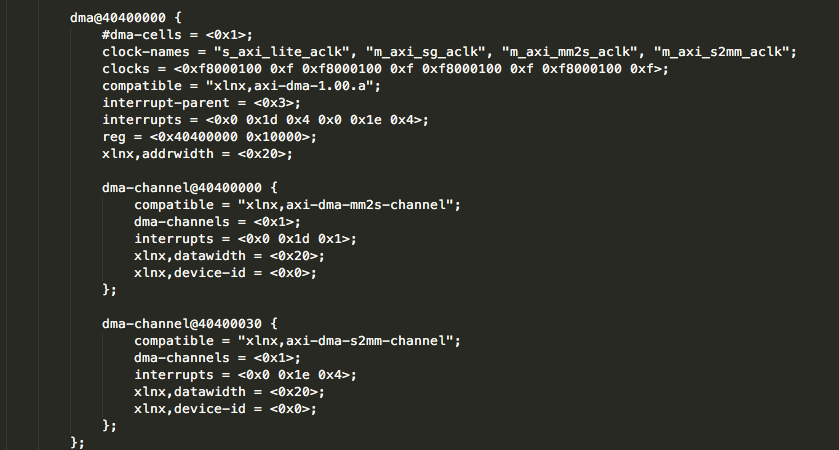 dma@40400000 {
#dma-cells = <0x1>;
clock-names = "s_axi_lite_aclk", "m_axi_sg_aclk", "m_axi_mm2s_aclk", "m_axi_s2mm_aclk";
clocks = <0xf8000100 0xf 0xf8000100 0xf 0xf8000100 0xf 0xf8000100 0xf>;
compatible = "xlnx,axi-dma-1.00.a";
interrupt-parent = <0x3>;
interrupts = <0x0 0x1d 0x4 0x0 0x1e 0x4>;
reg = <0x40400000 0x10000>;
xlnx,addrwidth = <0x20>;
dma-channel@40400000 {
compatible = "xlnx,axi-dma-mm2s-channel";
dma-channels = <0x1>;
interrupts = <0x0 0x1d 0x1>;
xlnx,datawidth = <0x20>;
xlnx,device-id = <0x0>;
};
dma-channel@40400030 {
compatible = "xlnx,axi-dma-s2mm-channel";
dma-channels = <0x1>;
interrupts = <0x0 0x1e 0x4>;
xlnx,datawidth = <0x20>;
xlnx,device-id = <0x0>;
};
};